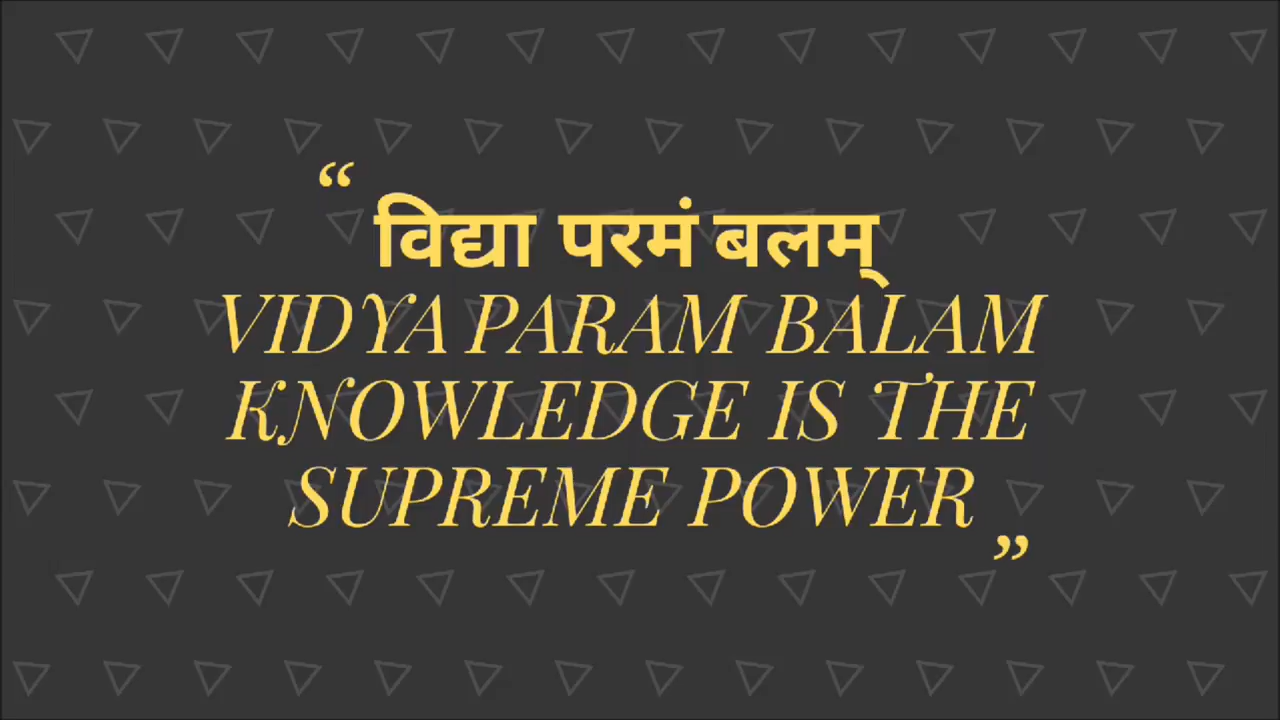 “
विद्या परमं बलम्
VIDYA PARAM BALAM
KNOWLEDGE IS THE
SUPREME POWER
”